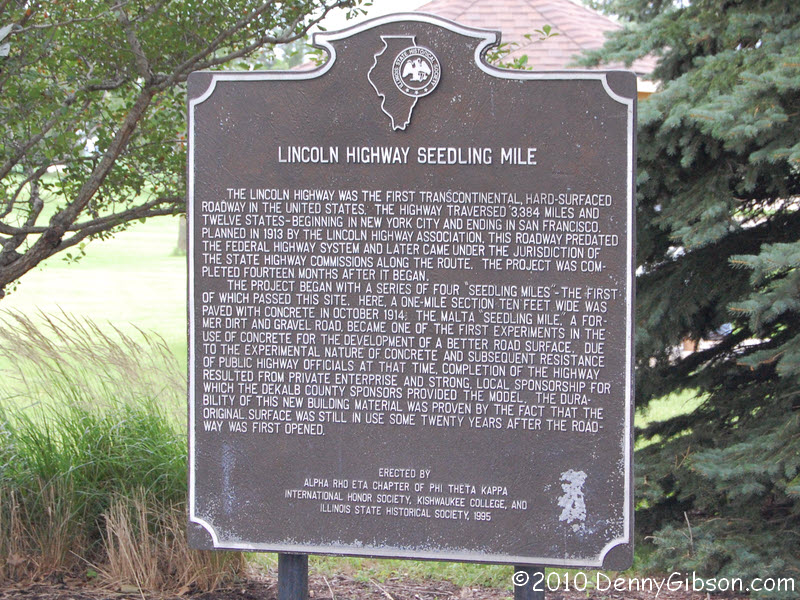 ILLINOIS STATE HISTORICAL SOCIETY
LINCOLN HIGHWAY SEEDLING MILE
THE LINCOLN HIGHWAY WAS THE FIRST TRANSCONTINENTAL, HARD-SURFACED
ROADWAY IN THE UNITED STATES. THE HIGHWAY TRAVERSED 3,384 MILES AND
TWELVE STATES-BEGINNING IN NEW YORK CITY AND ENDING IN SAN FRANCISCO.
PLANNED IN 1913 BY THE LINCOLN HIGHWAY ASSOCIATION, THIS ROADWAY PREDATED
THE FEDERAL HIGHWAY SYSTEM AND LATER CAME UNDER THE JURISDICTION OF
THE STATE HIGHWAY COMMISSIONS ALONG THE ROUTE. THE PROJECT WAS COM-
PLETED FOURTEEN MONTHS AFTER IT BEGAN.
THE PROJECT BEGAN WITH A SERIES OF FOUR "SEEDLING MILES"-THE FIRST
OF WHICH PASSED THIS SITE. HERE, A ONE-MILE SECTION TEN FEET WIDE WAS
PAVED WITH CONCRETE IN OCTOBER 1914. THE MALTA "SEEDLING MILE," A FOR-
MER DIRT AND GRAVEL ROAD, BECAME ONE OF THE FIRST EXPERIMENTS IN THE
USE OF CONCRETE FOR THE DEVELOPMENT OF A BETTER ROAD SURFACE. DUE
TO THE EXPERIMENTAL NATURE OF CONCRETE AND SUBSEQUENT RESISTANCE
OF PUBLIC HIGHWAY OFFICIALS AT THAT TIME, COMPLETION OF THE HIGHWAY
RESULTED FROM PRIVATE ENTERPRISE AND STRONG, LOCAL SPONSORSHIP FOR
WHICH THE DEKALB COUNTY SPONSORS PROVIDED THE MODEL. THE DURA-
BILITY OF THIS NEW BUILDING MATERIAL WAS PROVEN BY THE FACT THAT THE
ORIGINAL SURFACE WAS STILL IN USE SOME TWENTY YEARS AFTER THE ROAD-
WAY WAS FIRST OPENED.
ERECTED BY
ALPHA RHO ETA CHAPTER OF PHI THETA KAPPA
INTERNATIONAL HONOR SOCIETY, KISHWAUKEE COLLEGE, AND
ILLINOIS STATE HISTORICAL SOCIETY, 1995
©2010 DennyGibson.com